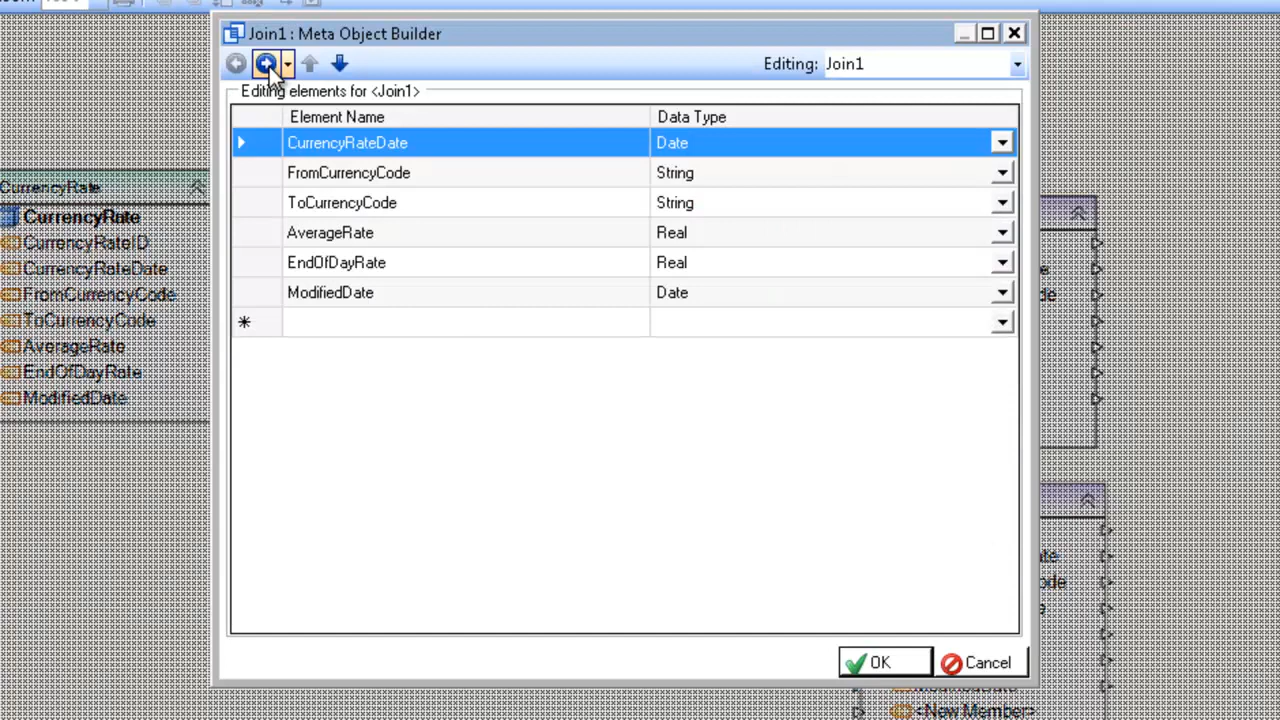 Join1 : Meta Object Builder
Editing: Join1
Editing elements for <Join1>
Element Name Data Type
CurrencyRateDate Date
FromCurrencyCode String
ToCurrencyCode String
AverageRate Real
EndOfDayRate Real
ModifiedDate Date
OK Cancel
CurrencyRate
CurrencyRate
CurrencyRateID
CurrencyRateDate
FromCurrencyCode
ToCurrencyCode
AverageRate
EndOfDayRate
ModifiedDate
ModifiedDate
<New Member>